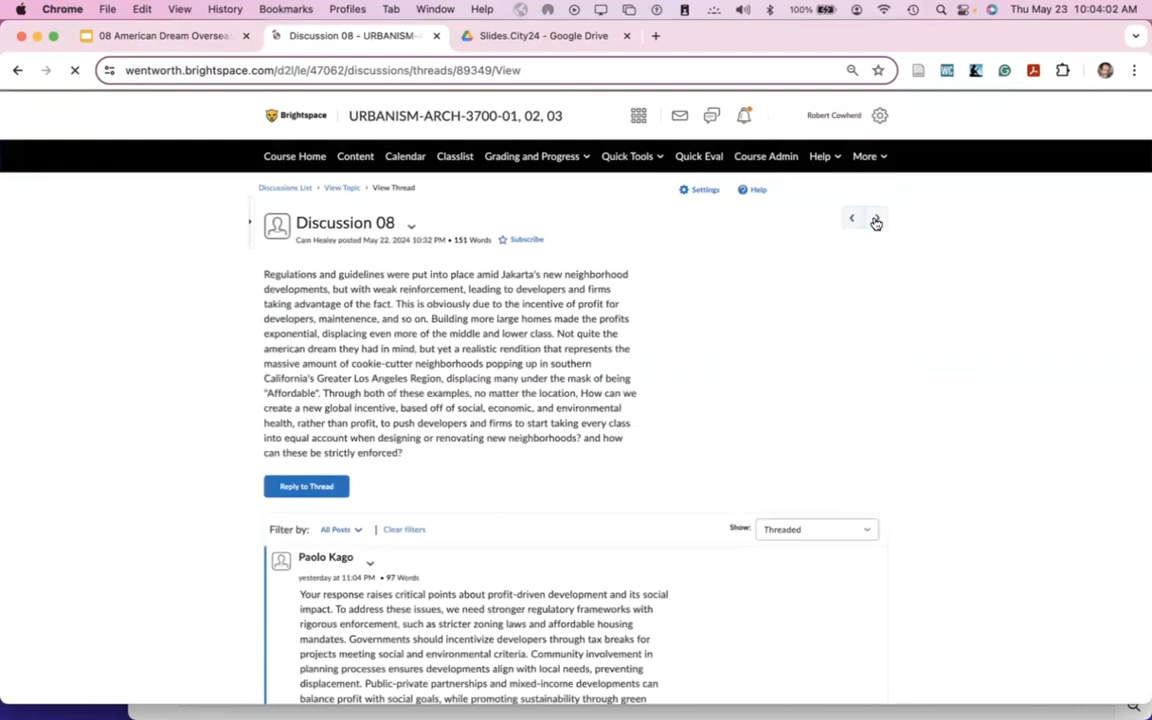 Chrome File Edit View History Bookmarks Profiles Tab Window Help 100% Thu May 23 10:04:02 AM
08 American Dream Overseas Discussion 08 - URBANISM- Slides.City24 - Google Drive
wentworth.brightspace.com/d2l/le/47062/discussions/threads/89349/View
Brightspace URBANISM-ARCH-3700-01, 02, 03 Robert Cowherd
Course Home Content Calendar Classlist Grading and Progress Quick Tools Quick Eval Course Admin Help More
Discussions List › View Topic › View Thread Settings Help
Discussion 08
Cam Healey posted May 22, 2024 10:32 PM • 151 Words Subscribe
Regulations and guidelines were put into place amid Jakarta's new neighborhood
developments, but with weak reinforcement, leading to developers and firms
taking advantage of the fact. This is obviously due to the incentive of profit for
developers, maintenence, and so on. Building more large homes made the profits
exponential, displacing even more of the middle and lower class. Not quite the
american dream they had in mind, but yet a realistic rendition that represents the
massive amount of cookie-cutter neighborhoods popping up in southern
California's Greater Los Angeles Region, displacing many under the mask of being
"Affordable". Through both of these examples, no matter the location, How can we
create a new global incentive, based off of social, economic, and environmental
health, rather than profit, to push developers and firms to start taking every class
into equal account when designing or renovating new neighborhoods? and how
can these be strictly enforced?
Reply to Thread
Filter by: All Posts | Clear filters Show: Threaded
Paolo Kago
yesterday at 11:04 PM • 97 Words
Your response raises critical points about profit-driven development and its social
impact. To address these issues, we need stronger regulatory frameworks with
rigorous enforcement, such as stricter zoning laws and affordable housing
mandates. Governments should incentivize developers through tax breaks for
projects meeting social and environmental criteria. Community involvement in
planning processes ensures developments align with local needs, preventing
displacement. Public-private partnerships and mixed-income developments can
balance profit with social goals, while promoting sustainability through green